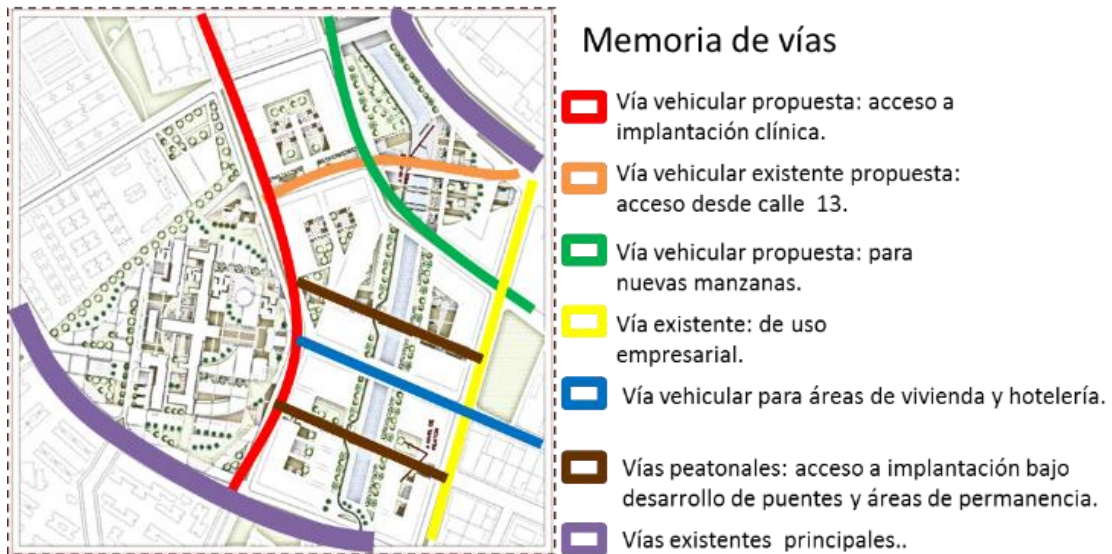 Memoria de vías
Vía vehicular propuesta: acceso a
implantación clínica.
Vía vehicular existente propuesta:
acceso desde calle 13.
Vía vehicular propuesta: para
nuevas manzanas.
Vía existente: de uso
empresarial.
Vía vehicular para áreas de vivienda y hotelería.
Vías peatonales: acceso a implantación bajo
desarrollo de puentes y áreas de permanencia.
Vías existentes principales..